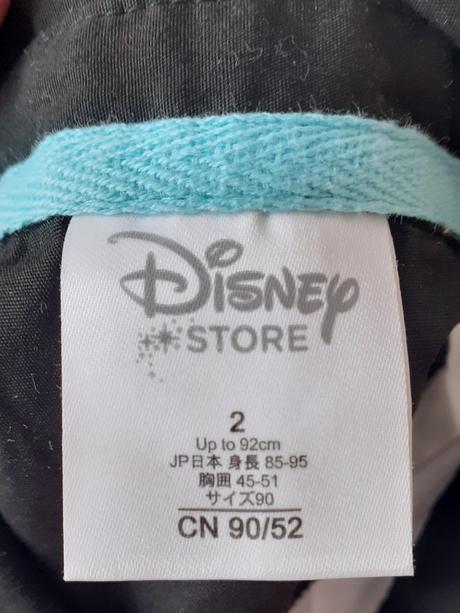 Disney
STORE
2
Up to 92cm
JP日本 身長 85-95
胸囲 45-51
サイズ90
CN 90/52